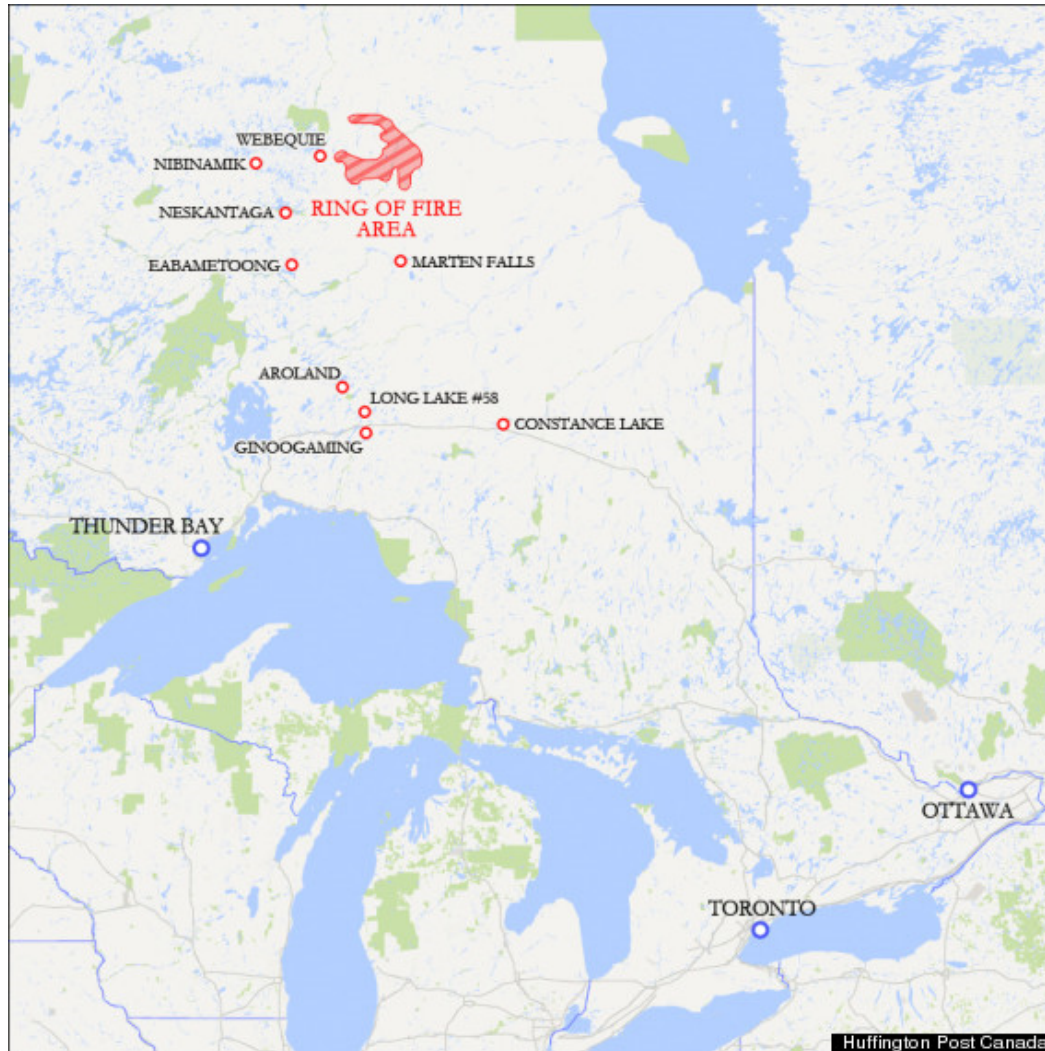 WEBEQUIE
NIBINAMIK
NESKANTAGA
RING OF FIRE
AREA
EABAMETOONG
MARTEN FALLS
AROLAND
LONG LAKE #58
CONSTANCE LAKE
GINOOGAMING
THUNDER BAY
OTTAWA
TORONTO
Huffington Post Canada